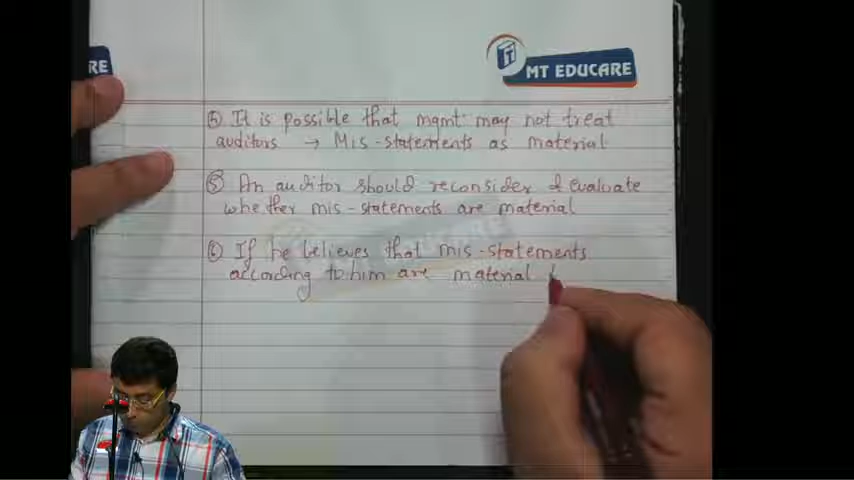 RE
MT EDUCARE
④ It is possible that mgmt may not treat
auditors → Mis-statements as material
⑤ An auditor should reconsider & evaluate
whether mis-statements are material
⑥ If he believes that mis-statements
according to him are material